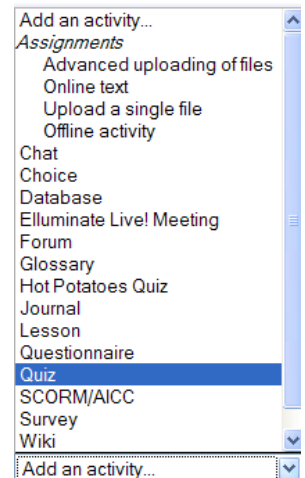 Add an activity...
Assignments
Advanced uploading of files
Online text
Upload a single file
Offline activity
Chat
Choice
Database
Elluminate Live! Meeting
Forum
Glossary
Hot Potatoes Quiz
Journal
Lesson
Questionnaire
Quiz
SCORM/AICC
Survey
Wiki
Add an activity...